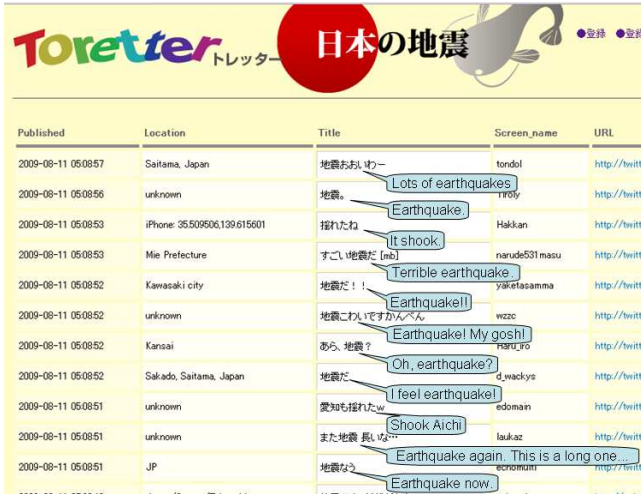 Toretter トレッター 日本の地震 ●登録 ●登録
Published Location Title Screen_name URL
2009-08-11 05:08:57 Saitama, Japan 地震おおいわー tondol http://twitt
Lots of earthquakes
2009-08-11 05:08:56 unknown 地震。 Tiroly http://twitt
Earthquake.
2009-08-11 05:08:53 iPhone: 35.509506,139.615601 揺れたね Hakkan http://twitt
It shook.
2009-08-11 05:08:53 Mie Prefecture すごい地震だ [mb] narude531masu http://twitt
Terrible earthquake.
2009-08-11 05:08:52 Kawasaki city 地震だ！！ yaketasamma http://twitt
Earthquake!!
2009-08-11 05:08:52 unknown 地震こわいですかんべん wzzc http://twitt
Earthquake! My gosh!
2009-08-11 05:08:52 Kansai あら、地震？ Haru_iro http://twitt
Oh, earthquake?
2009-08-11 05:08:52 Sakado, Saitama, Japan 地震だ d_wackys http://twitt
I feel earthquake!
2009-08-11 05:08:51 unknown 愛知も揺れたw edomain http://twitt
Shook Aichi
2009-08-11 05:08:51 unknown また地震 長いな… laukaz http://twitt
Earthquake again. This is a long one...
2009-08-11 05:08:51 JP 地震なう echomulti http://twitt
Earthquake now.